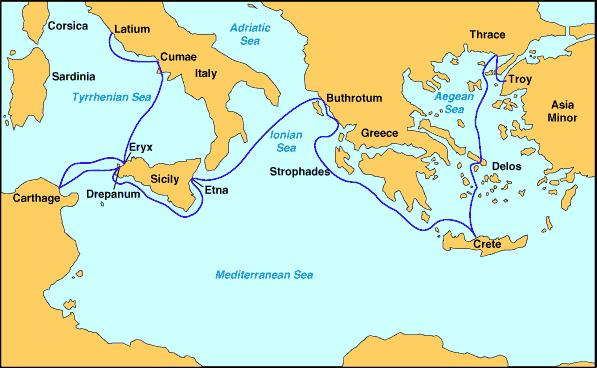 Corsica
Latium
Adriatic
Sea
Thrace
Cumae
Sardinia
Italy
Troy
Tyrrhenian Sea
Buthrotum
Aegean
Sea
Asia
Minor
Ionian
Sea
Greece
Eryx
Strophades
Delos
Sicily
Carthage
Drepanum
Etna
Crete
Mediterranean Sea